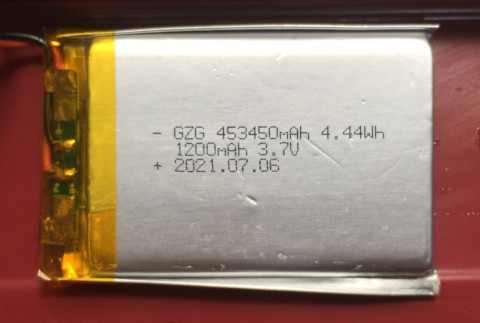 - GZG 453450mAh 4.44Wh
1200mAh 3.7V
+ 2021.07.06